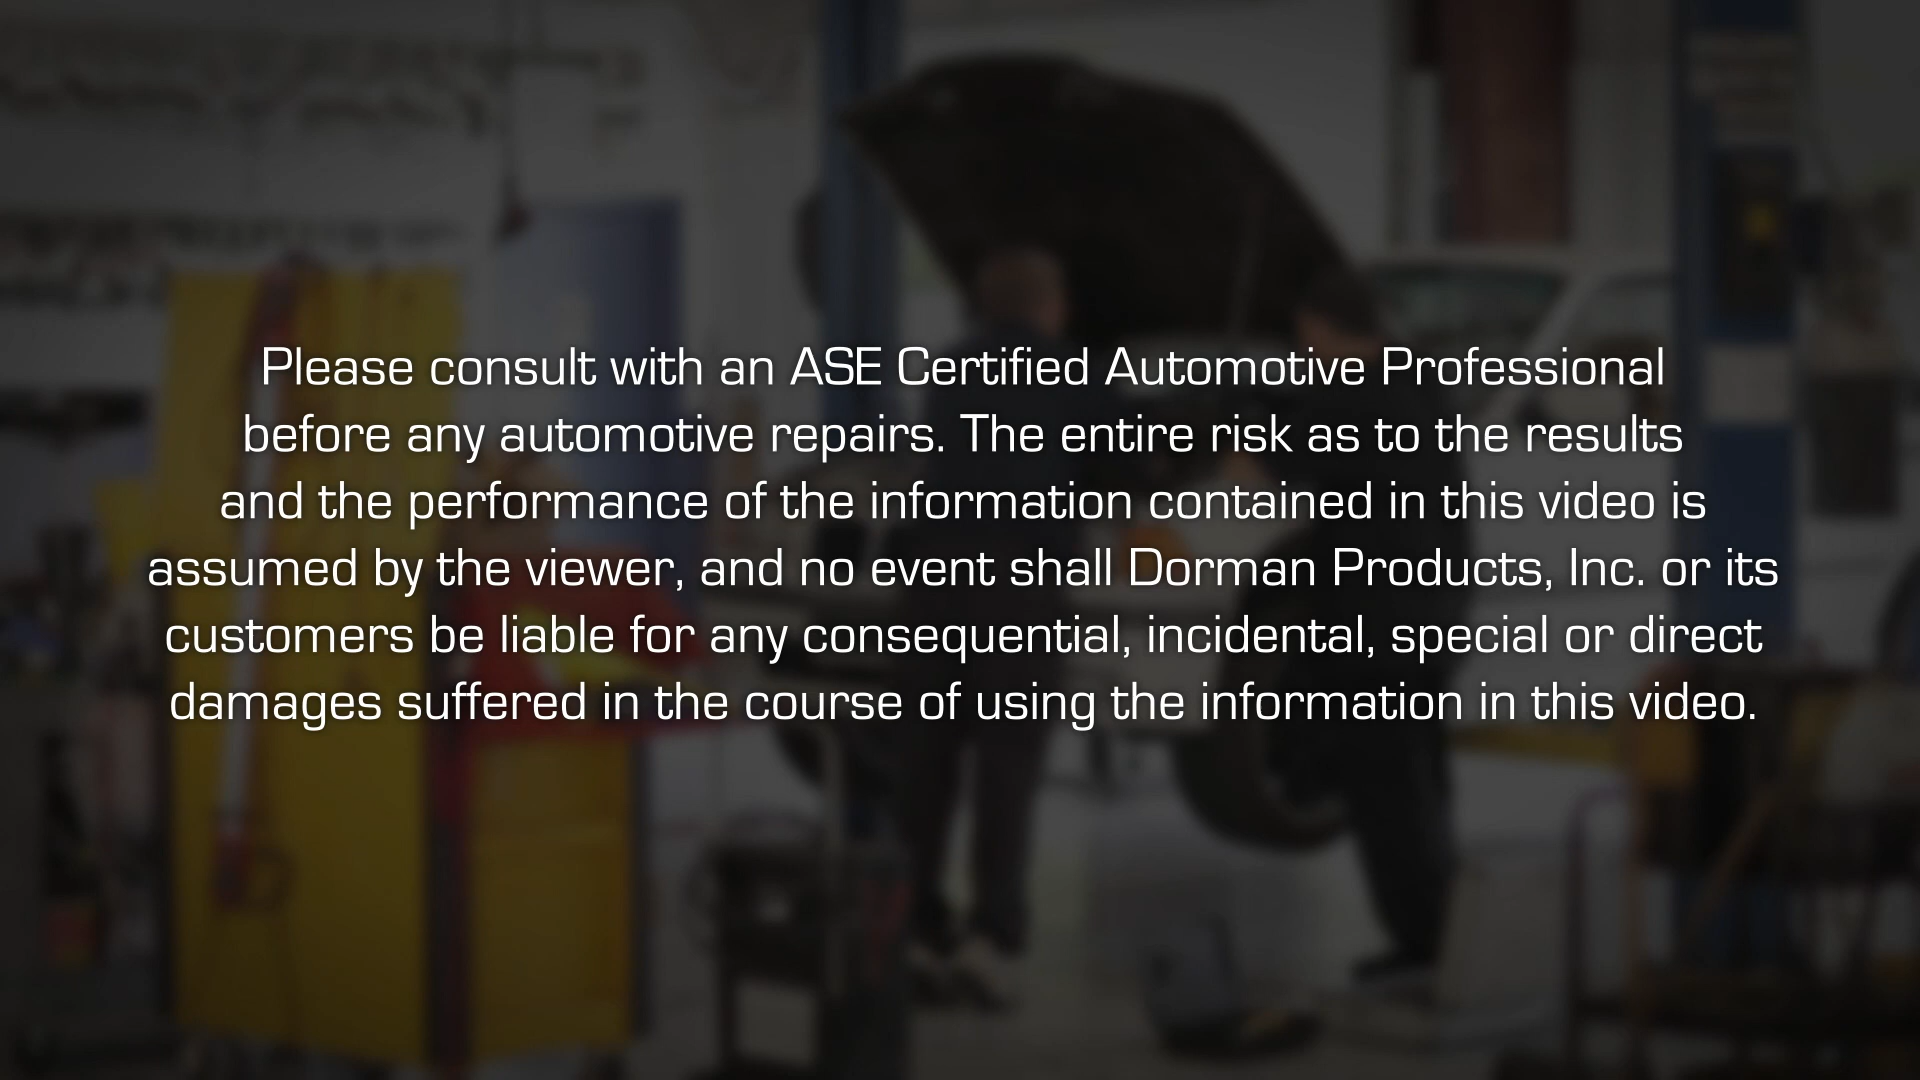 Please consult with an ASE Certified Automotive Professional
before any automotive repairs. The entire risk as to the results
and the performance of the information contained in this video is
assumed by the viewer, and no event shall Dorman Products, Inc. or its
customers be liable for any consequential, incidental, special or direct
damages suffered in the course of using the information in this video.